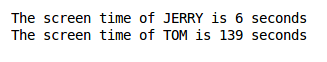 The screen time of JERRY is 6 seconds
The screen time of TOM is 139 seconds